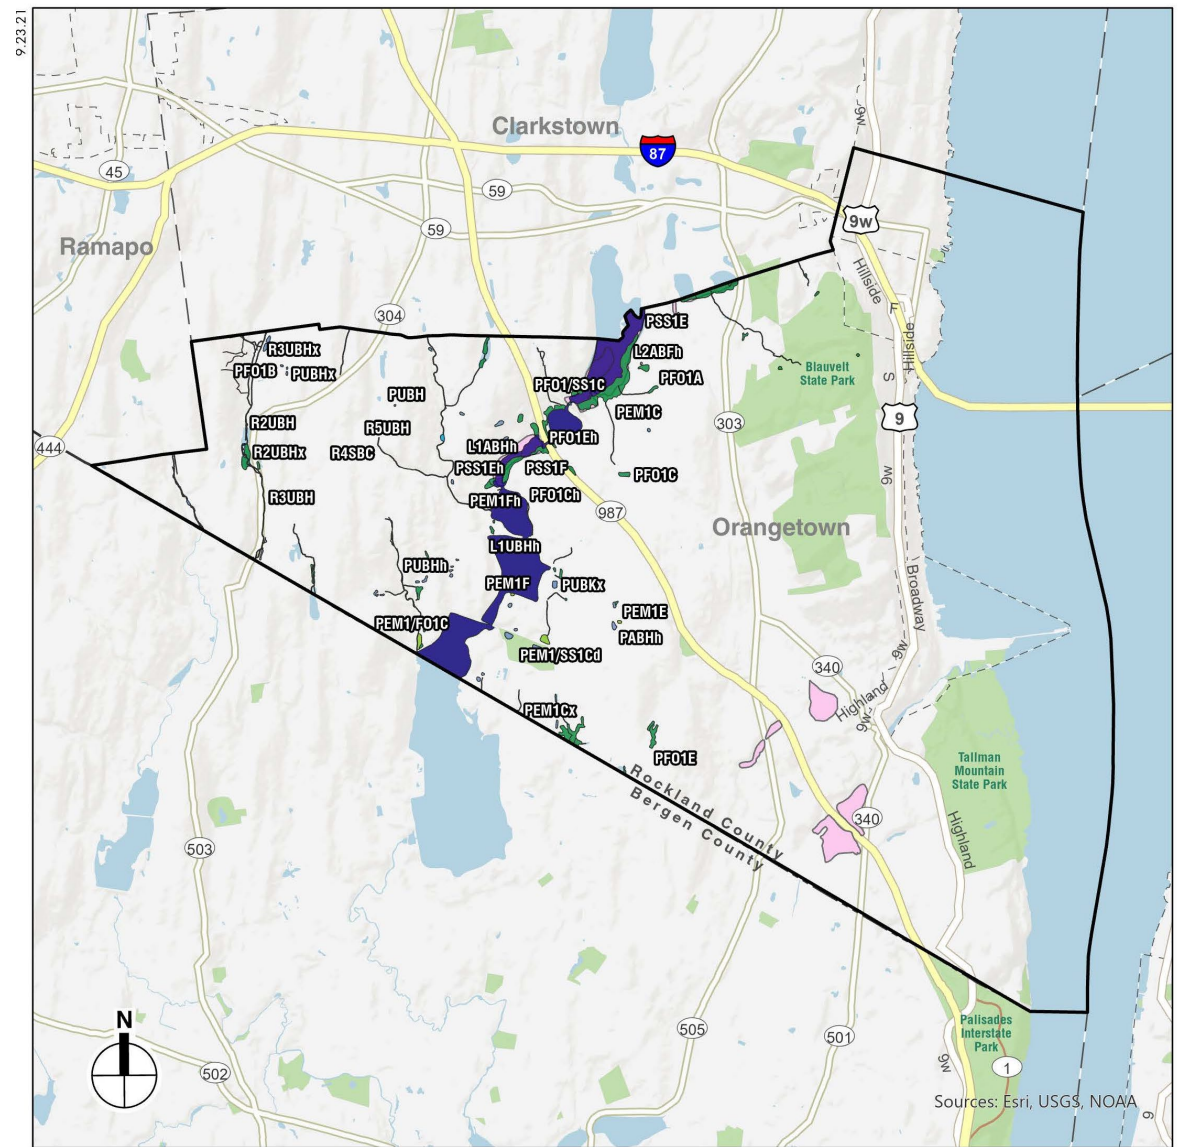 9.23.21
Clarkstown
87
45
59
59
9w
9w
Ramapo
Hillside
304
PSS1E
R3UBHx
L2ABFh
PFO1B
PUBHx
PFO1/SS1C
PFO1A
Blauvelt
State Park
Hillside
PUBH
PEM1C
S
9
R2UBH
R5UBH
PFO1Eh
303
444
R2UBHx
R4SBC
L1ABHh
PSS1Eh
PSS1F
PFO1C
9w
R3UBH
PEM1Fh
PFO1Ch
987
Orangetown
L1UBHh
PUBHh
PEM1F
PUBKx
Broadway
PEM1E
PEM1/FO1C
PABHh
PEM1/SS1Cd
9w
340
Highland
9w
PEM1Cx
PFO1E
Tallman
Mountain
State Park
Rockland County
Bergen County
340
Highland
503
N
505
501
Palisades
Interstate
Park
9w
502
1
Sources: Esri, USGS, NOAA
9